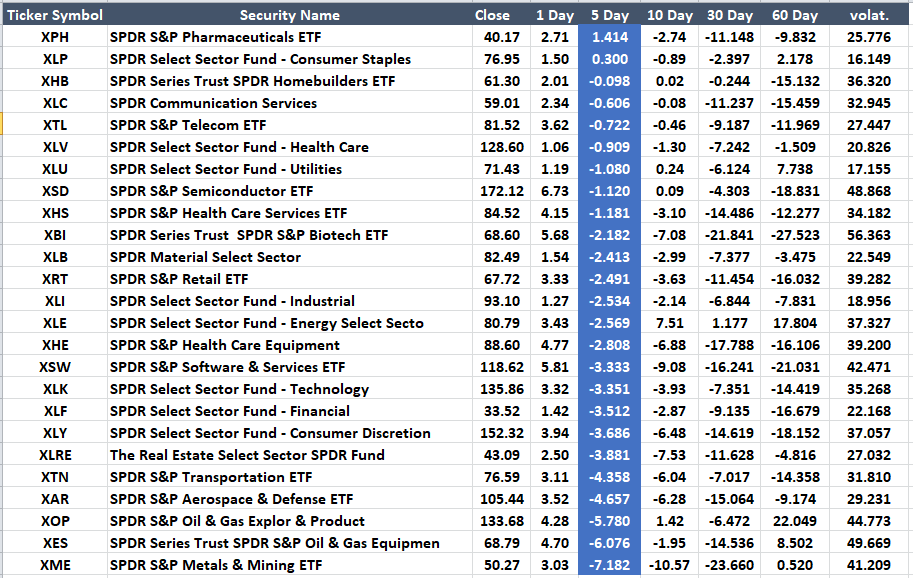 Ticker Symbol Security Name Close 1 Day 5 Day 10 Day 30 Day 60 Day volat.
XPH SPDR S&P Pharmaceuticals ETF 40.17 2.71 1.414 -2.74 -11.148 -9.832 25.776
XLP SPDR Select Sector Fund - Consumer Staples 76.95 1.50 0.300 -0.89 -2.397 2.178 16.149
XHB SPDR Series Trust SPDR Homebuilders ETF 61.30 2.01 -0.098 0.02 -0.244 -15.132 36.320
XLC SPDR Communication Services 59.01 2.34 -0.606 -0.08 -11.237 -15.459 32.945
XTL SPDR S&P Telecom ETF 81.52 3.62 -0.722 -0.46 -9.187 -11.969 27.447
XLV SPDR Select Sector Fund - Health Care 128.60 1.06 -0.909 -1.30 -7.242 -1.509 20.826
XLU SPDR Select Sector Fund - Utilities 71.43 1.19 -1.080 0.24 -6.124 7.738 17.155
XSD SPDR S&P Semiconductor ETF 172.12 6.73 -1.120 0.09 -4.303 -18.831 48.868
XHS SPDR S&P Health Care Services ETF 84.52 4.15 -1.181 -3.10 -14.486 -12.277 34.182
XBI SPDR Series Trust SPDR S&P Biotech ETF 68.60 5.68 -2.182 -7.08 -21.841 -27.523 56.363
XLB SPDR Material Select Sector 82.49 1.54 -2.413 -2.99 -7.377 -3.475 22.549
XRT SPDR S&P Retail ETF 67.72 3.33 -2.491 -3.63 -11.454 -16.032 39.282
XLI SPDR Select Sector Fund - Industrial 93.10 1.27 -2.534 -2.14 -6.844 -7.831 18.956
XLE SPDR Select Sector Fund - Energy Select Secto 80.79 3.43 -2.569 7.51 1.177 17.804 37.327
XHE SPDR S&P Health Care Equipment 88.60 4.77 -2.808 -6.88 -17.788 -16.106 39.200
XSW SPDR S&P Software & Services ETF 118.62 5.81 -3.333 -9.08 -16.241 -21.031 42.471
XLK SPDR Select Sector Fund - Technology 135.86 3.32 -3.351 -3.93 -7.351 -14.419 35.268
XLF SPDR Select Sector Fund - Financial 33.52 1.42 -3.512 -2.87 -9.135 -16.679 22.168
XLY SPDR Select Sector Fund - Consumer Discretion 152.32 3.94 -3.686 -6.48 -14.619 -18.152 37.057
XLRE The Real Estate Select Sector SPDR Fund 43.09 2.50 -3.881 -7.53 -11.628 -4.816 27.032
XTN SPDR S&P Transportation ETF 76.59 3.11 -4.358 -6.04 -7.017 -14.358 31.810
XAR SPDR S&P Aerospace & Defense ETF 105.44 3.52 -4.657 -6.28 -15.064 -9.174 29.231
XOP SPDR S&P Oil & Gas Explor & Product 133.68 4.28 -5.780 1.42 -6.472 22.049 44.773
XES SPDR Series Trust SPDR S&P Oil & Gas Equipmen 68.79 4.70 -6.076 -1.95 -14.536 8.502 49.669
XME SPDR S&P Metals & Mining ETF 50.27 3.03 -7.182 -10.57 -23.660 0.520 41.209